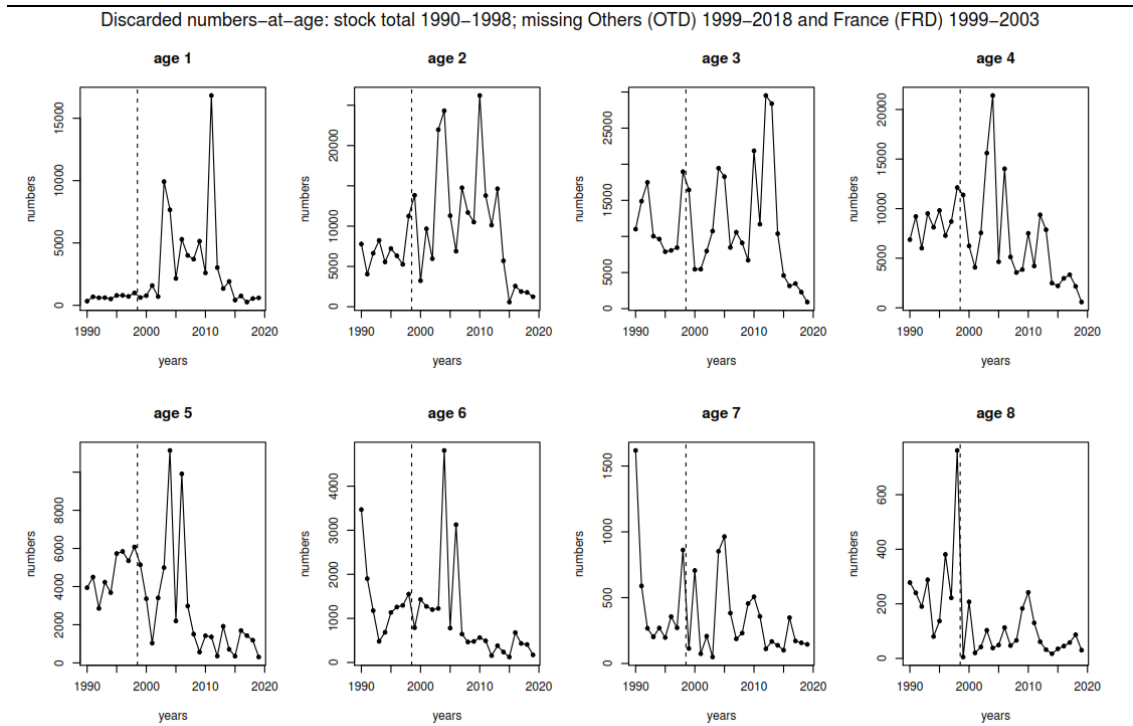 Discarded numbers−at−age: stock total 1990−1998; missing Others (OTD) 1999−2018 and France (FRD) 1999−2003
age 1
age 2
age 3
age 4
numbers
0
5000
10000
15000
1990
2000
2010
2020
years
numbers
0
5000
10000
15000
25000
1990
2000
2010
2020
years
numbers
0
5000
15000
25000
1990
2000
2010
2020
years
numbers
0
5000
10000
15000
20000
1990
2000
2010
2020
years
age 5
age 6
age 7
age 8
numbers
0
2000
4000
6000
8000
1990
2000
2010
2020
years
numbers
0
1000
2000
3000
4000
1990
2000
2010
2020
years
numbers
0
500
1000
1500
1990
2000
2010
2020
years
numbers
0
200
400
600
1990
2000
2010
2020
years